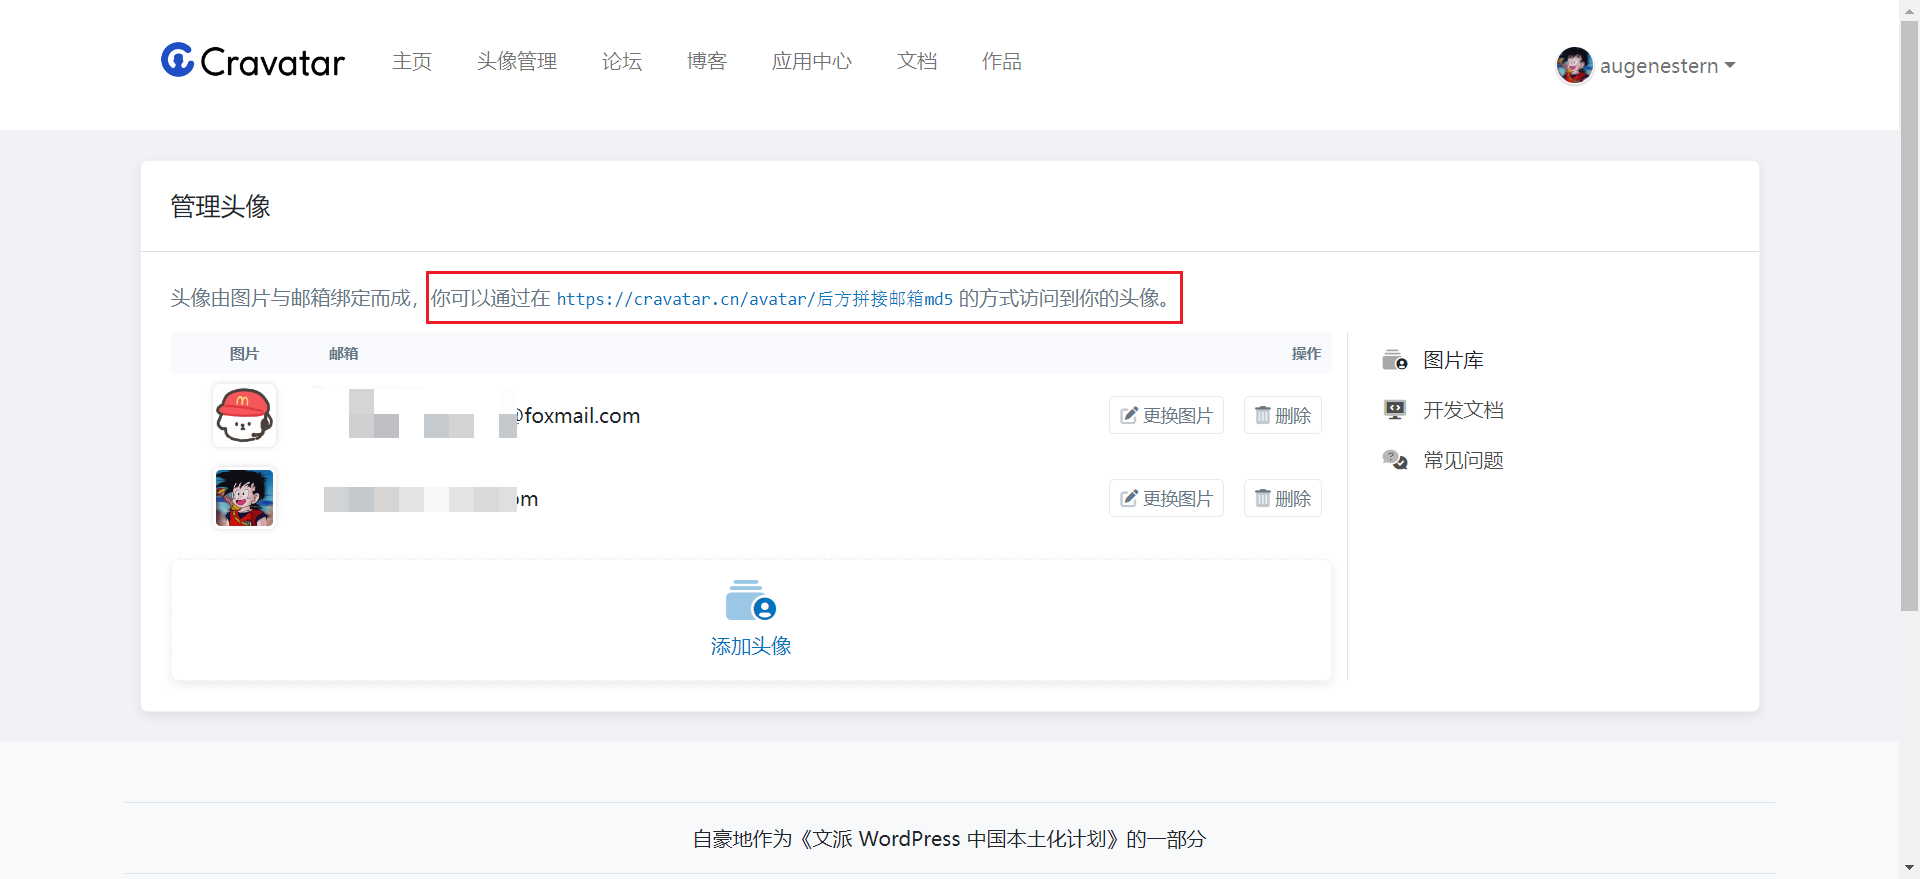 Cravatar 主页 头像管理 论坛 博客 应用中心 文档 作品 augenestern
管理头像
头像由图片与邮箱绑定而成，你可以通过在 https://cravatar.cn/avatar/后方拼接邮箱md5 的方式访问到你的头像。
图片 邮箱 操作
@foxmail.com 更换图片 删除
om 更换图片 删除
添加头像
图片库
开发文档
常见问题
自豪地作为《文派 WordPress 中国本土化计划》的一部分